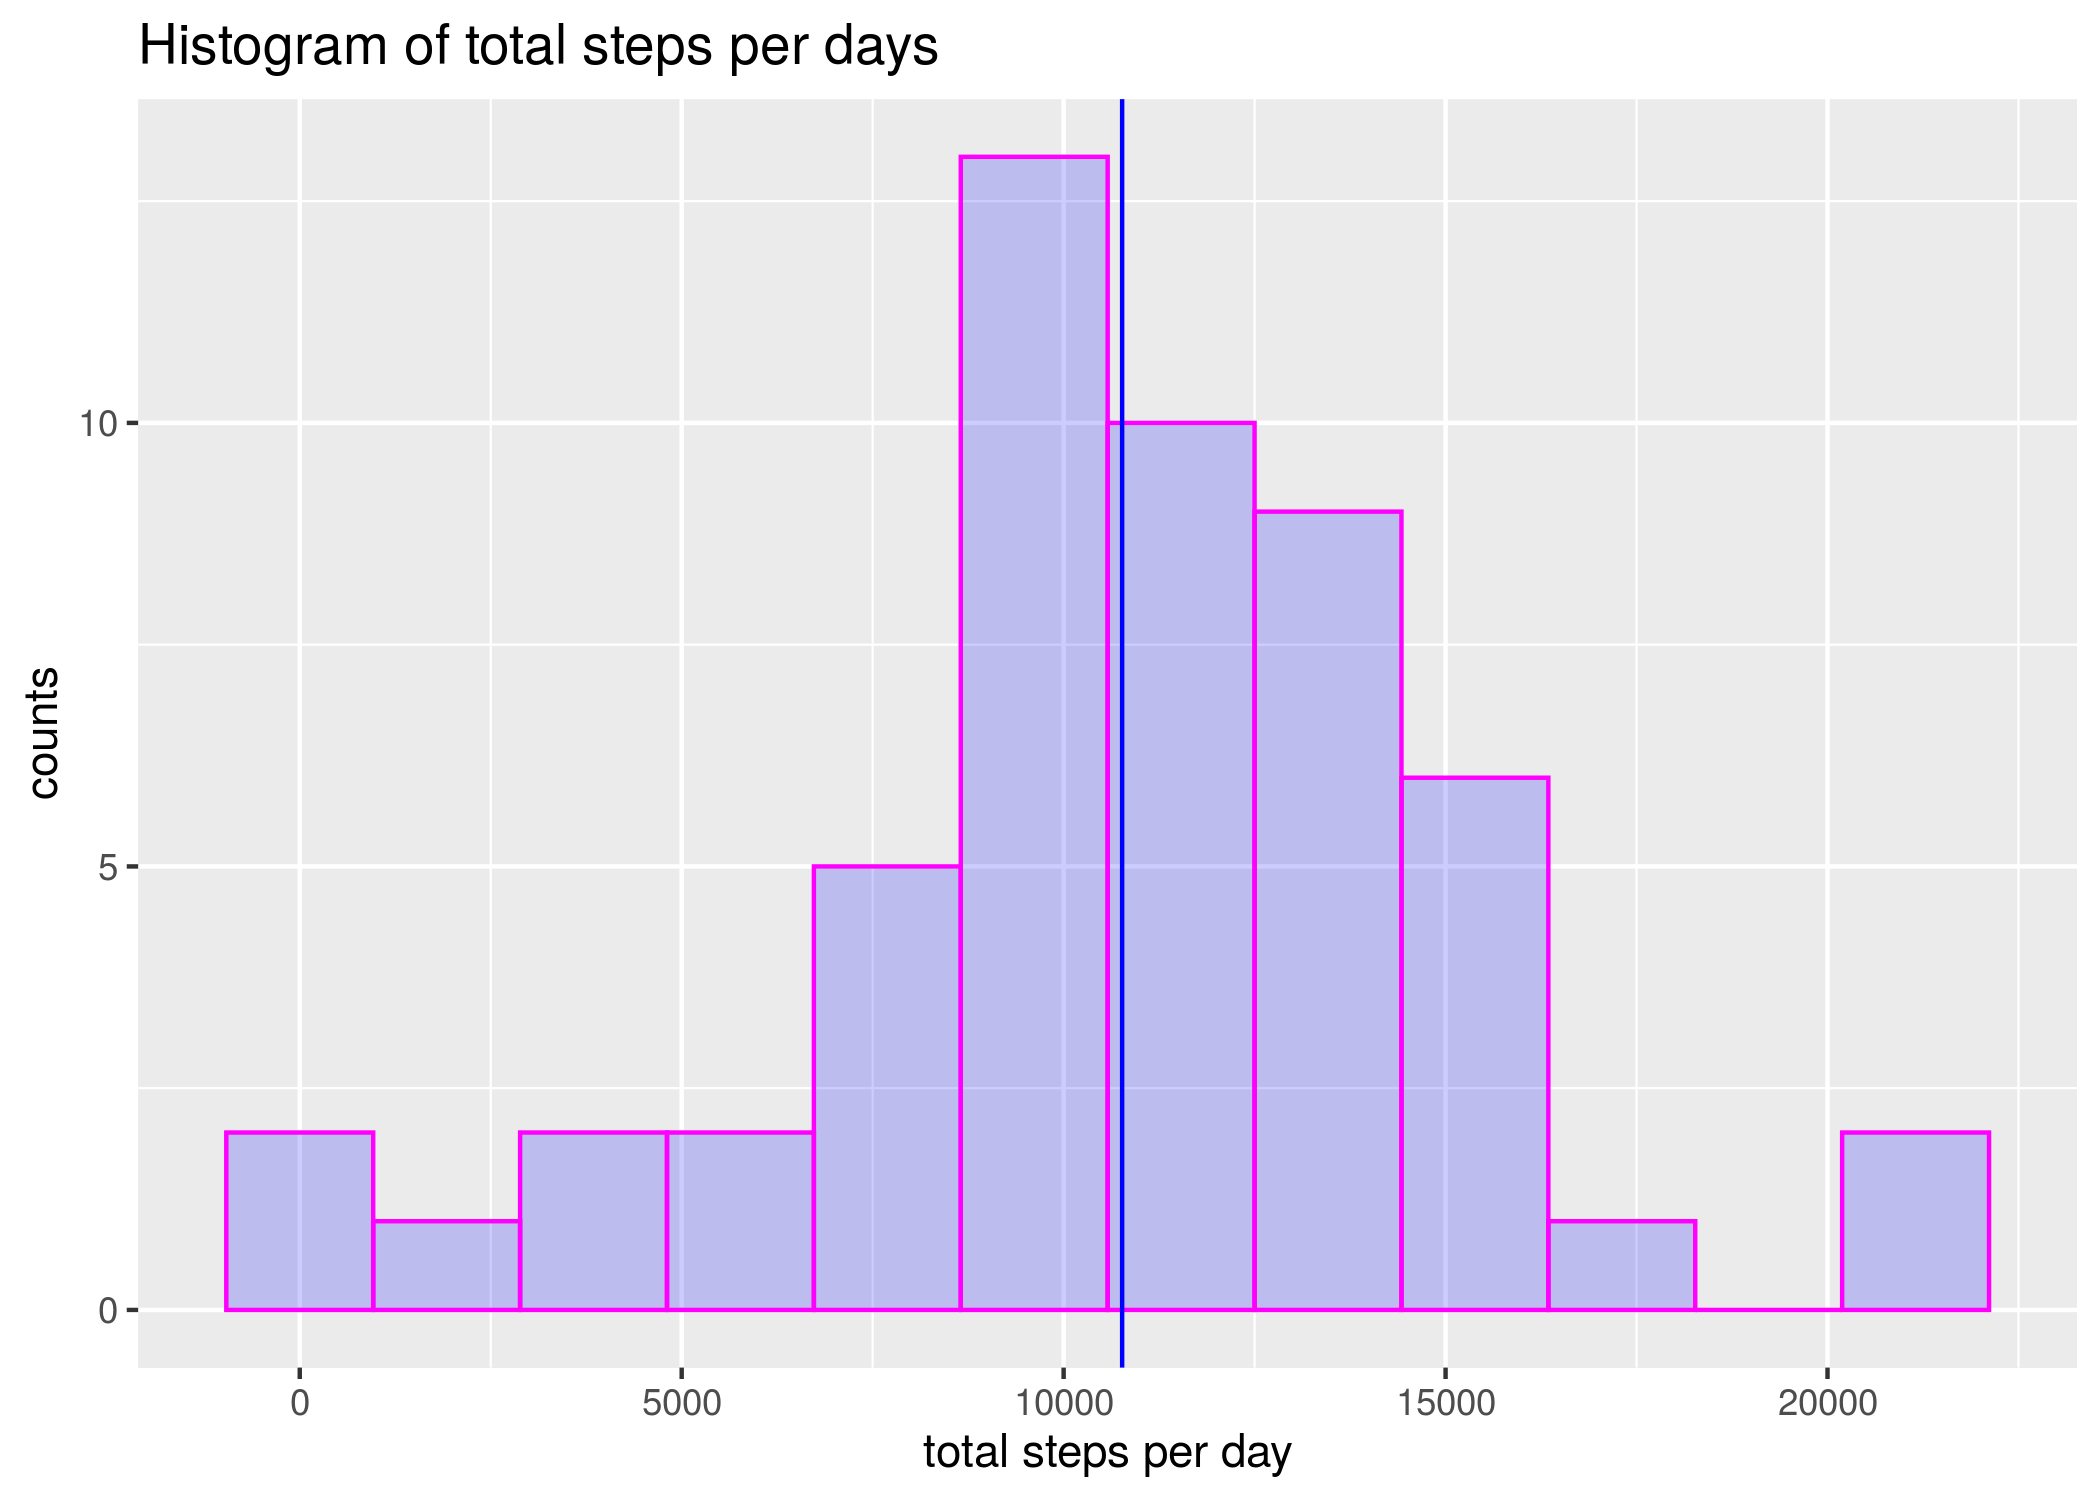 Histogram of total steps per days
counts
10
5
0
0 5000 10000 15000 20000
total steps per day